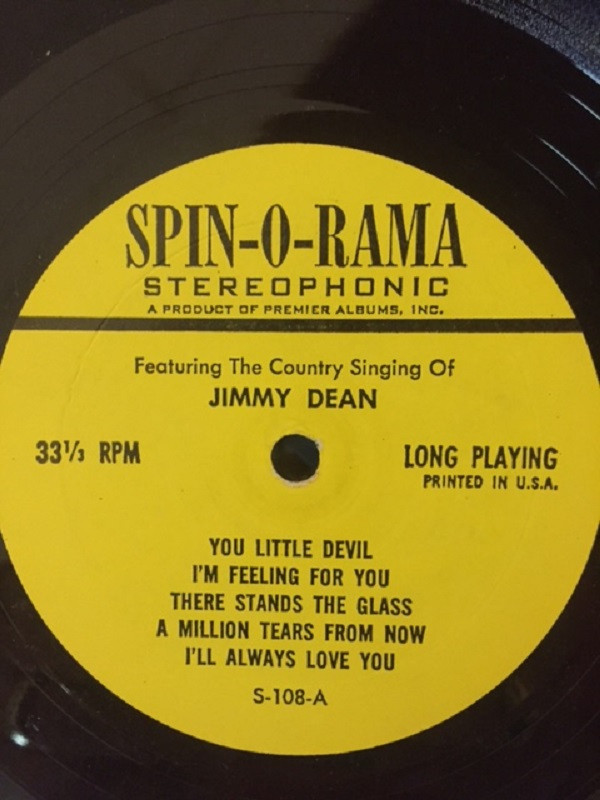 SPIN-O-RAMA
STEREOPHONIC
A PRODUCT OF PREMIER ALBUMS, INC.
Featuring The Country Singing Of
JIMMY DEAN
33⅓ RPM
LONG PLAYING
PRINTED IN U.S.A.
YOU LITTLE DEVIL
I'M FEELING FOR YOU
THERE STANDS THE GLASS
A MILLION TEARS FROM NOW
I'LL ALWAYS LOVE YOU
S-108-A